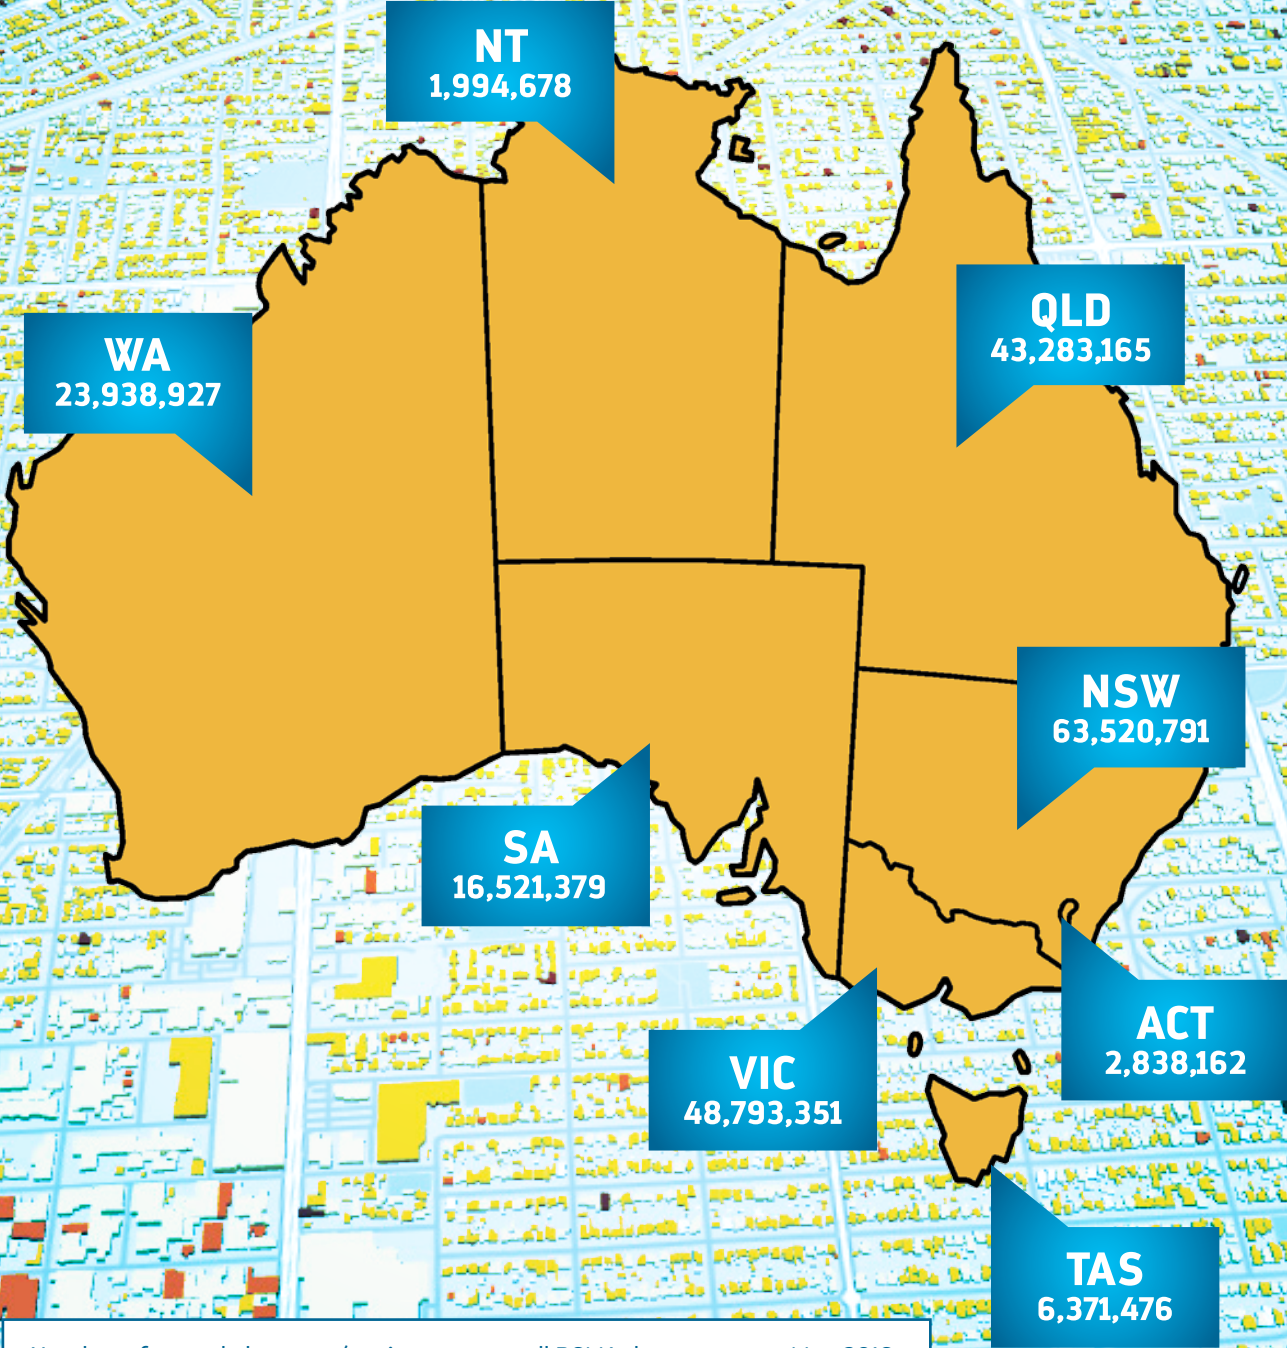 NT
1,994,678
QLD
43,283,165
WA
23,938,927
NSW
63,520,791
SA
16,521,379
ACT
2,838,162
VIC
48,793,351
TAS
6,371,476